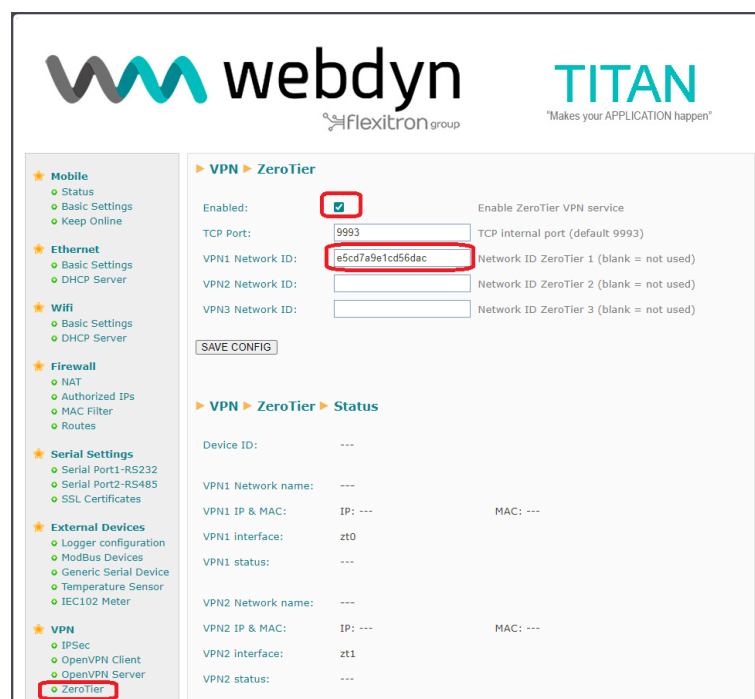 webdyn
flexitron group
TITAN
"Makes your APPLICATION happen"
Mobile
Status
Basic Settings
Keep Online
Ethernet
Basic Settings
DHCP Server
Wifi
Basic Settings
DHCP Server
Firewall
NAT
Authorized IPs
MAC Filter
Routes
Serial Settings
Serial Port1-RS232
Serial Port2-RS485
SSL Certificates
External Devices
Logger configuration
ModBus Devices
Generic Serial Device
Temperature Sensor
IEC102 Meter
VPN
IPSec
OpenVPN Client
OpenVPN Server
ZeroTier
VPN ZeroTier
Enabled: Enable ZeroTier VPN service
TCP Port: 9993 TCP internal port (default 9993)
VPN1 Network ID: e5cd7a9e1cd56dac Network ID ZeroTier 1 (blank = not used)
VPN2 Network ID: Network ID ZeroTier 2 (blank = not used)
VPN3 Network ID: Network ID ZeroTier 3 (blank = not used)
SAVE CONFIG
VPN ZeroTier Status
Device ID: ---
VPN1 Network name: ---
VPN1 IP & MAC: IP: --- MAC: ---
VPN1 interface: zt0
VPN1 status: ---
VPN2 Network name: ---
VPN2 IP & MAC: IP: --- MAC: ---
VPN2 interface: zt1
VPN2 status: ---